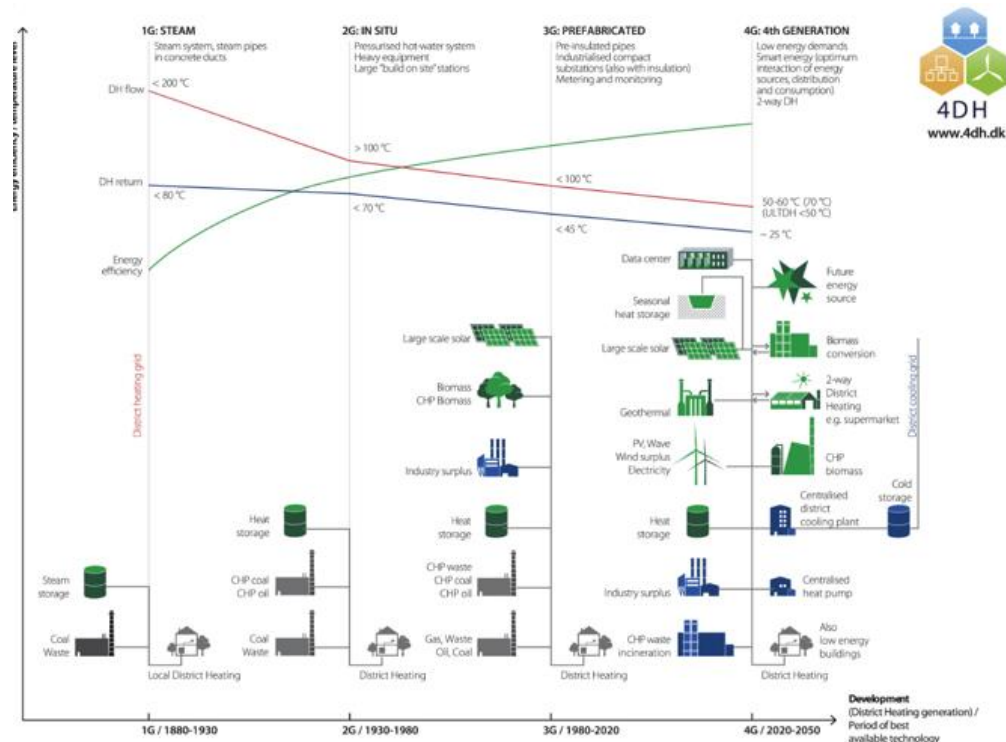 1G: STEAM
Steam system, steam pipes
in concrete ducts
2G: IN SITU
Pressurised hot-water system
Heavy equipment
Large "build on site" stations
3G: PREFABRICATED
Pre-insulated pipes
Industrialised compact
substations (also with insulation)
Metering and monitoring
4G: 4th GENERATION
Low energy demands
Smart energy (optimum
interaction of energy
sources, distribution
and consumption)
2-way DH
4DH
www.4dh.dk
Energy efficiency / temperature level
DH flow
< 200 °C
> 100 °C
< 100 °C
50-60 °C (70 °C)
(ULTDH <50 °C)
DH return
< 80 °C
< 70 °C
< 45 °C
~ 25 °C
Energy
efficiency
District heating grid
Steam
storage
Coal
Waste
Local District Heating
Heat
storage
CHP coal
CHP oil
Coal
Waste
District Heating
Large scale solar
Biomass
CHP Biomass
Industry surplus
Heat
storage
CHP waste
CHP coal
CHP oil
Gas, Waste
Oil, Coal
District Heating
Data center
Seasonal
heat storage
Large scale solar
Geothermal
PV, Wave
Wind surplus
Electricity
Heat
storage
Industry surplus
CHP waste
incineration
Future
energy
source
Biomass
conversion
2-way
District
Heating
e.g. supermarket
CHP
biomass
Centralised
district
cooling plant
Cold
storage
District cooling grid
Centralised
heat pump
Also
low energy
buildings
District Heating
1G / 1880-1930
2G / 1930-1980
3G / 1980-2020
4G / 2020-2050
Development
(District Heating generation) /
Period of best
available technology